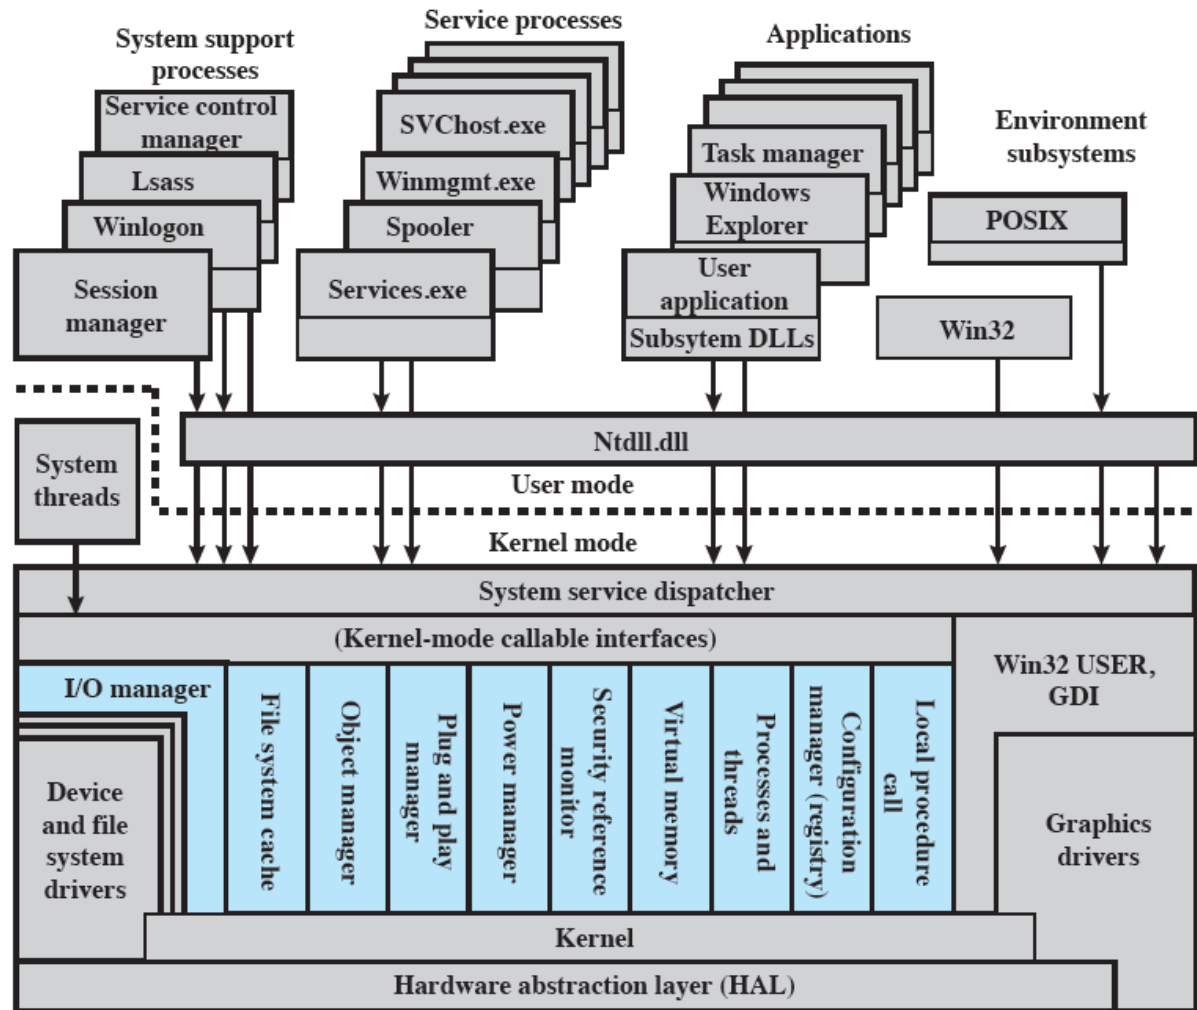 System support
processes
Service processes
Applications
Environment
subsystems
Service control
manager
Lsass
Winlogon
Session
manager
SVChost.exe
Winmgmt.exe
Spooler
Services.exe
Task manager
Windows
Explorer
User
application
Subsytem DLLs
POSIX
Win32
System
threads
Ntdll.dll
User mode
Kernel mode
System service dispatcher
(Kernel-mode callable interfaces)
Win32 USER,
GDI
I/O manager
Device
and file
system
drivers
File system cache
Object manager
Plug and play
manager
Power manager
Security reference
monitor
Virtual memory
Processes and
threads
Configuration
manager (registry)
Local procedure
call
Graphics
drivers
Kernel
Hardware abstraction layer (HAL)